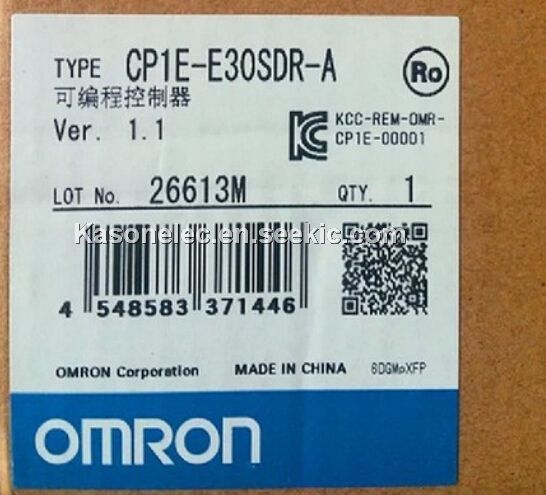 TYPE CP1E-E30SDR-A
Ro
可编程控制器
Ver. 1.1
KCC-REM-OMR-
CP1E-00001
LOT No. 26613M QTY. 1
Kasonelec.en.seekic.com
4 548583 371446
OMRON Corporation MADE IN CHINA 6DGMpXFP
OMRON